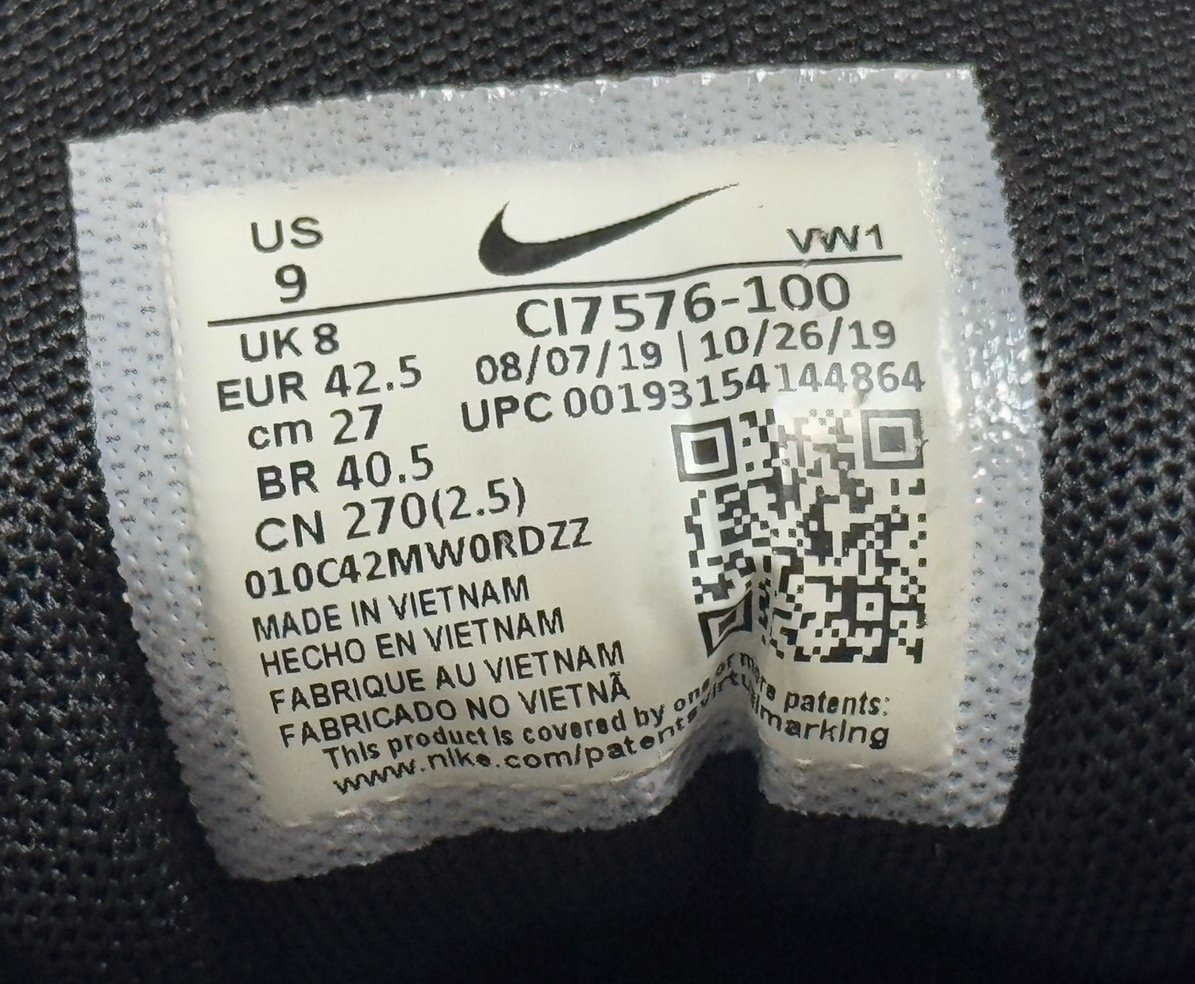 US VW1
9
CI7576-100
UK 8 08/07/19 | 10/26/19
EUR 42.5 UPC 00193154144864
cm 27
BR 40.5
CN 270(2.5)
010C42MW0RDZZ
MADE IN VIETNAM
HECHO EN VIETNAM
FABRIQUE AU VIETNAM
FABRICADO NO VIETNÃ
This product is covered by one or more patents:
www.nike.com/patentsvirtualmarking